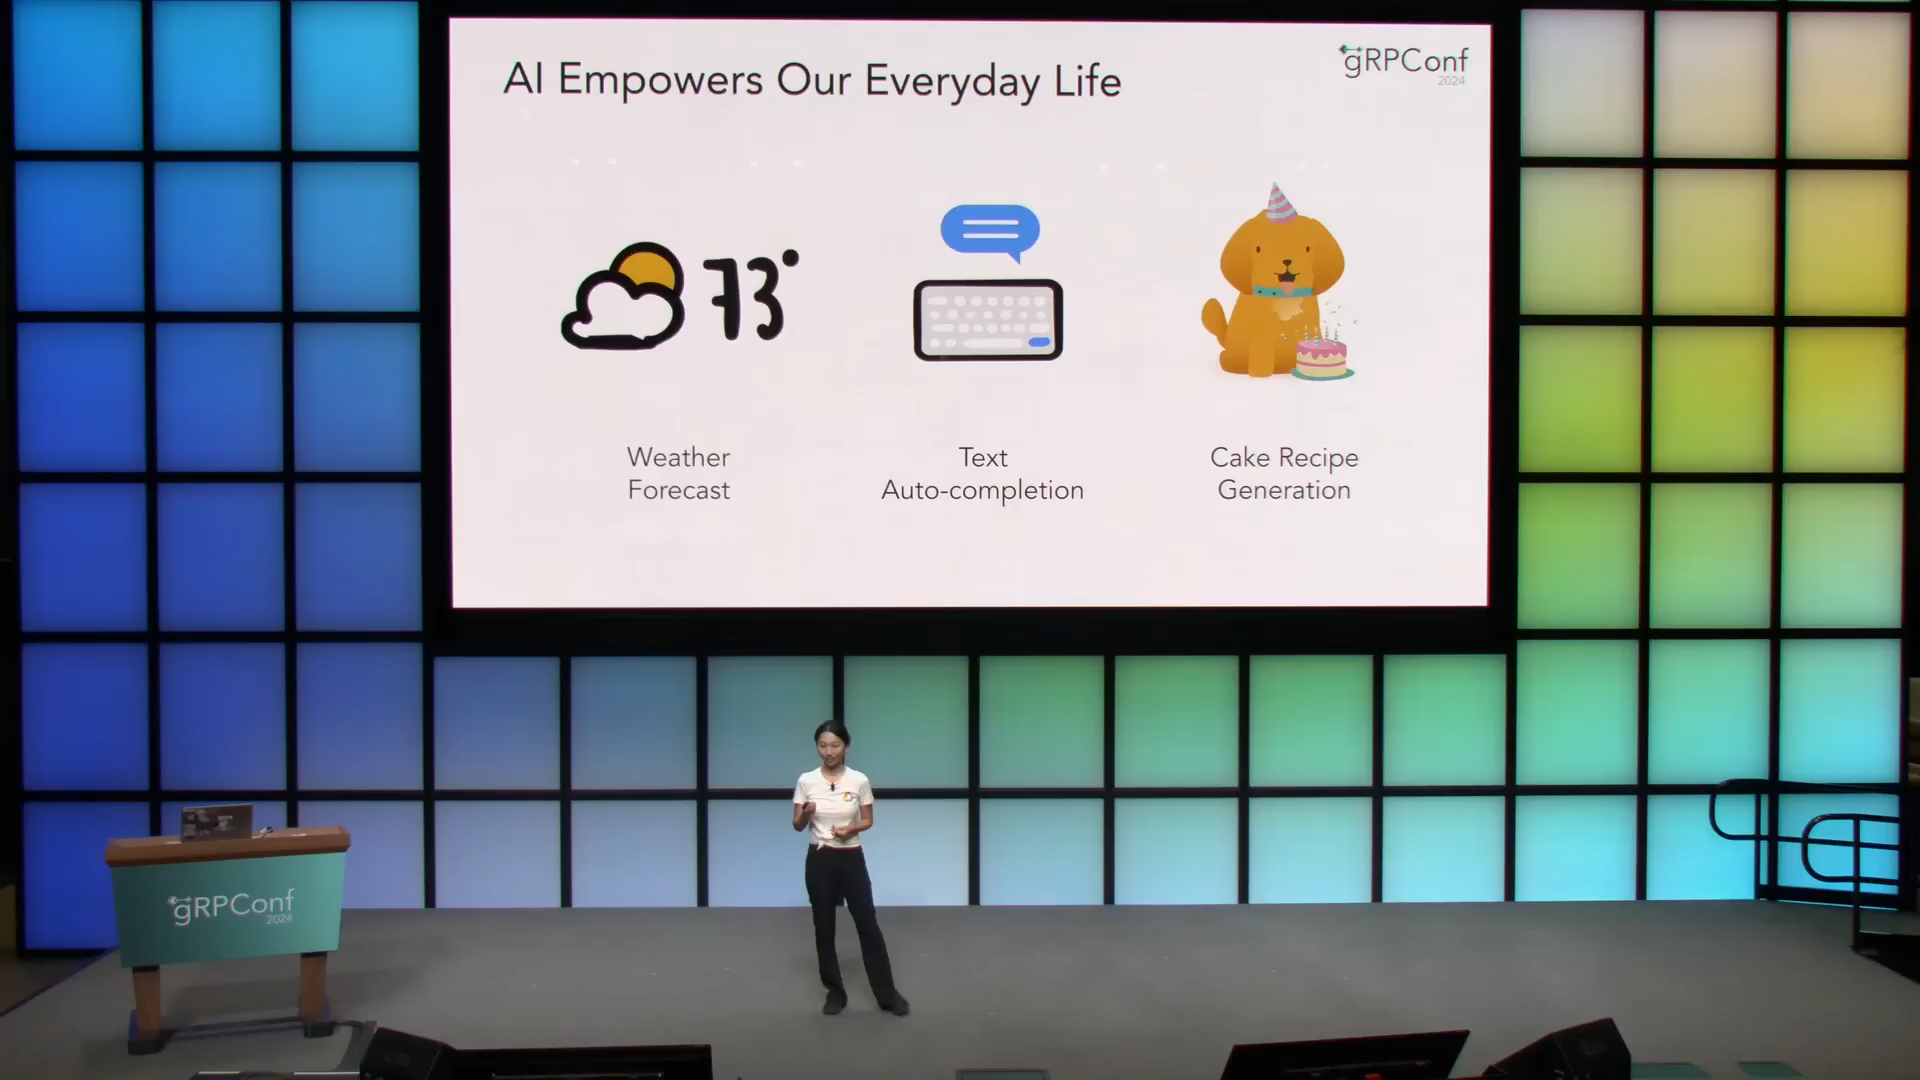 AI Empowers Our Everyday Life
gRPConf
2024
73°
Weather
Forecast
Text
Auto-completion
Cake Recipe
Generation
gRPConf
2024